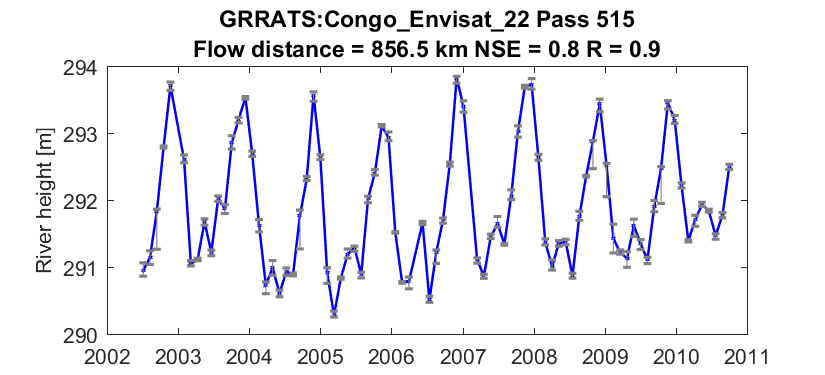 GRRATS:Congo_Envisat_22 Pass 515
Flow distance = 856.5 km NSE = 0.8 R = 0.9
River height [m]
294
293
292
291
290
2002 2003 2004 2005 2006 2007 2008 2009 2010 2011